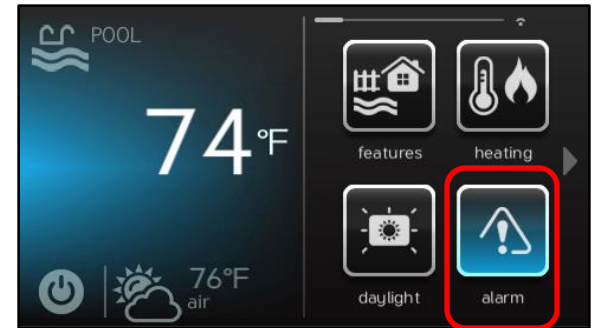 POOL
74°F
76°F
air
features
heating
daylight
alarm